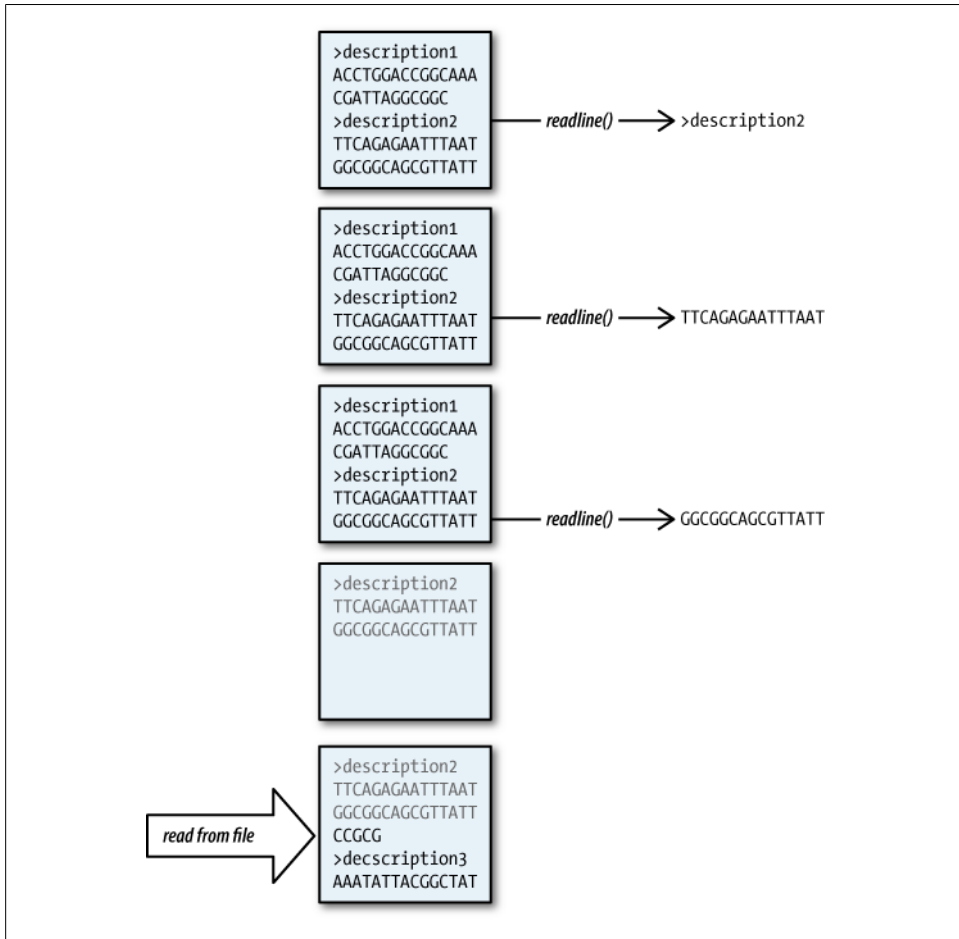 >description1
ACCTGGACCGGCAAA
CGATTAGGCGGC
>description2
TTCAGAGAATTTAAT
GGCGGCAGCGTTATT
readline()
>description2
>description1
ACCTGGACCGGCAAA
CGATTAGGCGGC
>description2
TTCAGAGAATTTAAT
GGCGGCAGCGTTATT
readline()
TTCAGAGAATTTAAT
>description1
ACCTGGACCGGCAAA
CGATTAGGCGGC
>description2
TTCAGAGAATTTAAT
GGCGGCAGCGTTATT
readline()
GGCGGCAGCGTTATT
>description2
TTCAGAGAATTTAAT
GGCGGCAGCGTTATT
read from file
>description2
TTCAGAGAATTTAAT
GGCGGCAGCGTTATT
CCGCG
>decscription3
AAATATTACGGCTAT